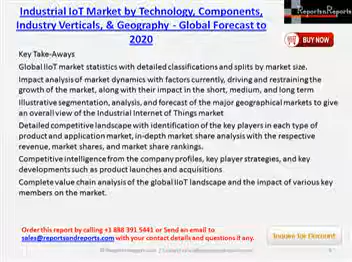 Industrial IoT Market by Technology, Components,
Industry Verticals, & Geography - Global Forecast to
2020
ReportsandReports
BUY NOW
Key Take-Aways
Global IIoT market statistics with detailed classifications and splits by market size.
Impact analysis of market dynamics with factors currently, driving and restraining the
growth of the market, along with their impact in the short, medium, and long term
Illustrative segmentation, analysis, and forecast of the major geographical markets to give
an overall view of the Industrial Internet of Things market
Detailed competitive landscape with identification of the key players in each type of
product and application market, in-depth market share analysis with the respective
revenue, market shares, and market share rankings.
Competitive intelligence from the company profiles, key player strategies, and key
developments such as product launches and acquisitions
Complete value chain analysis of the global IIoT landscape and the impact of various key
members on the market.
Order this report by calling +1 888 391 5441 or Send an email to
sales@reportsandreports.com with your contact details and questions if any.
Inquire for Discount